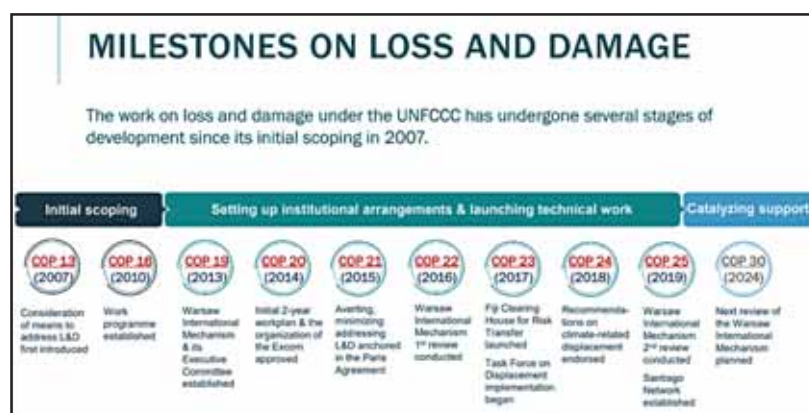 MILESTONES ON LOSS AND DAMAGE
The work on loss and damage under the UNFCCC has undergone several stages of
development since its initial scoping in 2007.
Initial scoping
Setting up institutional arrangements & launching technical work
Catalyzing support
COP 13
(2007)
Consideration
of means to
address L&D
first introduced
COP 16
(2010)
Work
programme
established
COP 19
(2013)
Warsaw
International
Mechanism
& its
Executive
Committee
established
COP 20
(2014)
Initial 2-year
workplan & the
organization of
the Excom
approved
COP 21
(2015)
Averting,
minimizing
addressing
L&D anchored
in the Paris
Agreement
COP 22
(2016)
Warsaw
International
Mechanism
1st review
conducted
COP 23
(2017)
Fiji Clearing
House for Risk
Transfer
launched
Task Force on
Displacement
implementation
began
COP 24
(2018)
Recommenda-
tions on
climate-related
displacement
endorsed
COP 25
(2019)
Warsaw
International
Mechanism
2nd review
conducted
Santiago
Network
established
COP 30
(2024)
Next review of
the Warsaw
International
Mechanism
planned